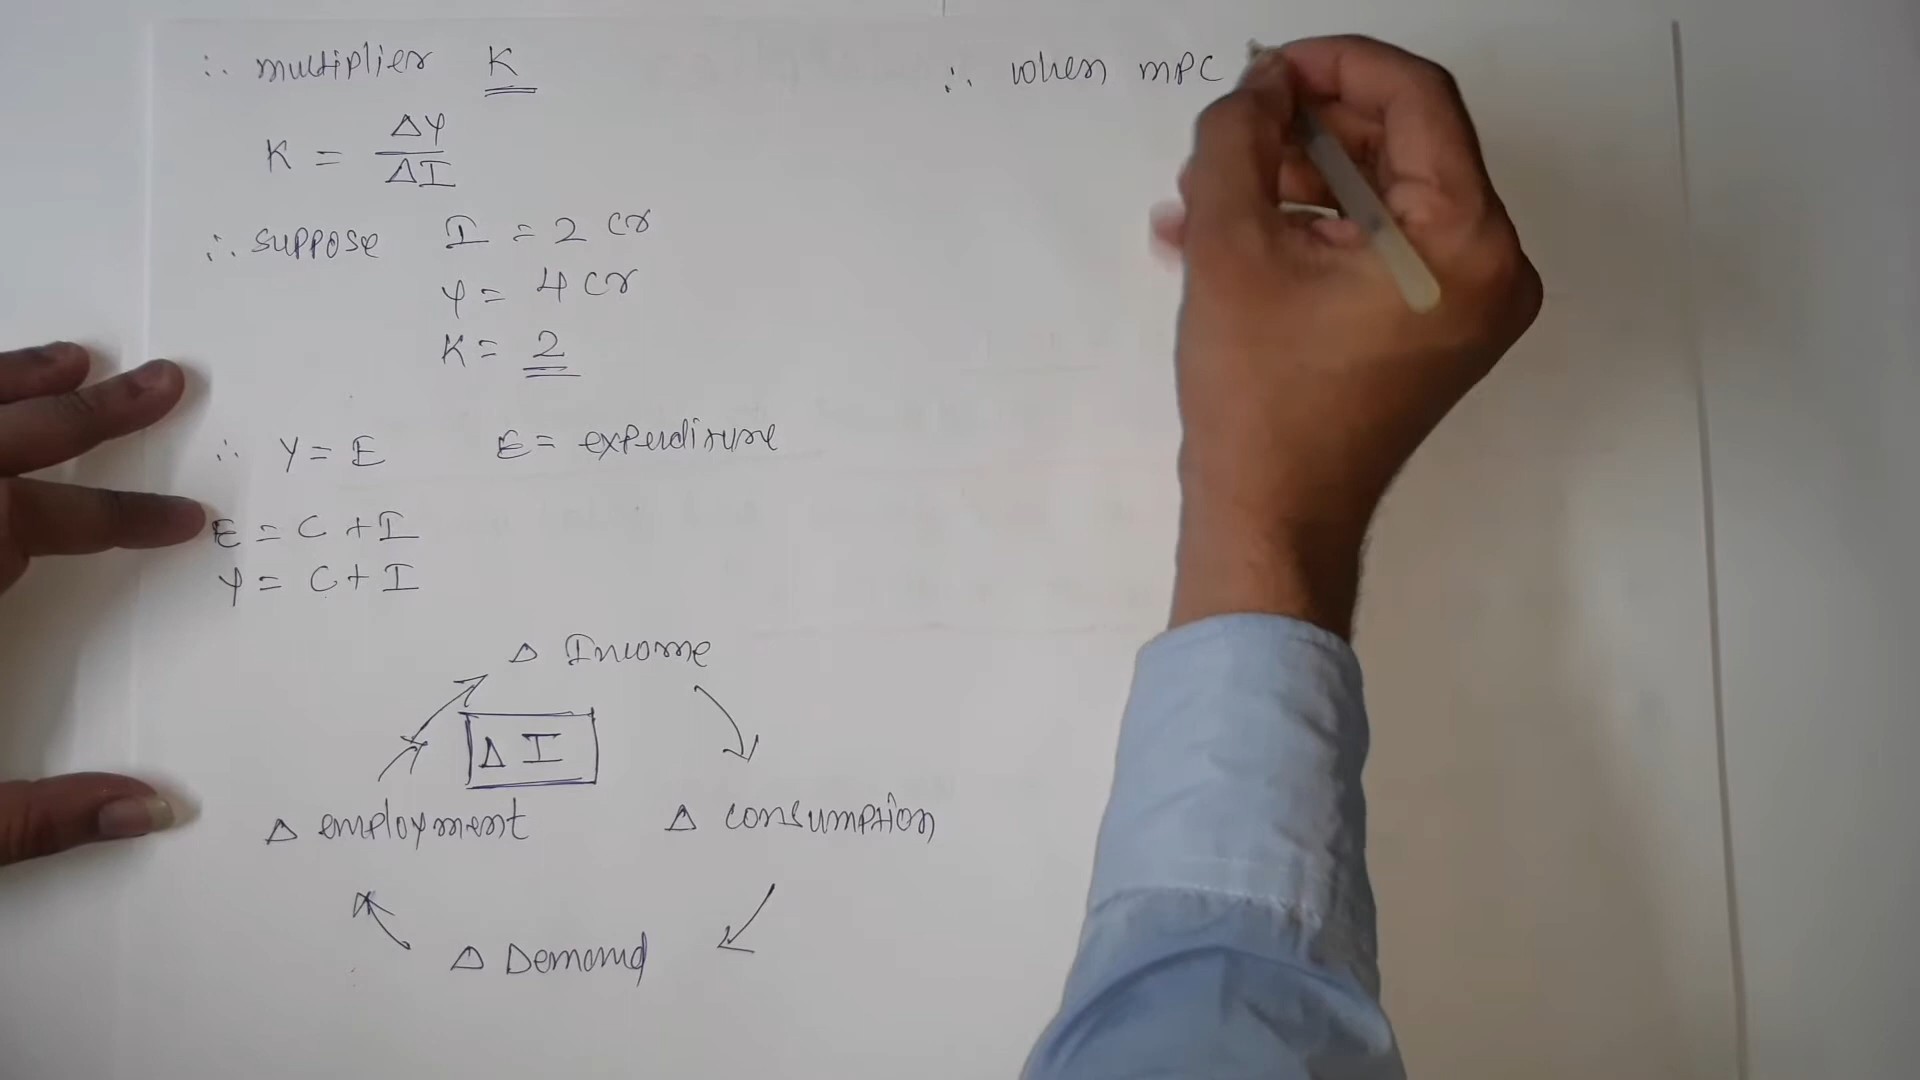 ∴ multiplier K
K = ΔY / ΔI
∴ suppose I = 2 cr
Y = 4 cr
K = 2
∴ Y = E E = expenditure
E = C + I
Y = C + I
Δ Income
Δ I
Δ employment Δ consumption
Δ Demand
∴ when mpc